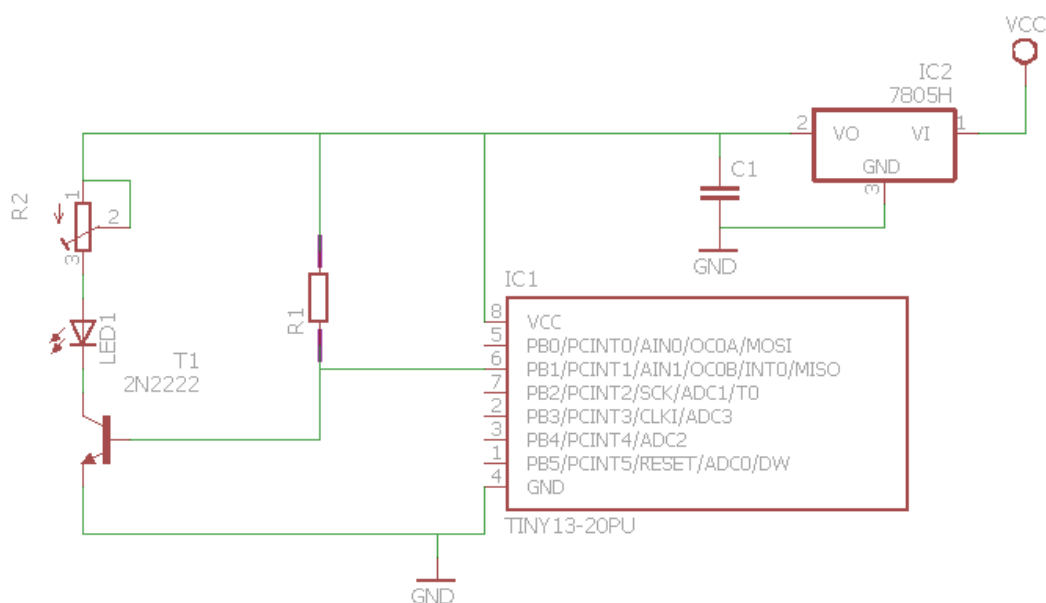 VCC
IC2
7805H
2
VO
VI
1
GND
3
C1
GND
R2
1
2
3
LED1
T1
2N2222
R1
IC1
8
VCC
5
PB0/PCINT0/AIN0/OC0A/MOSI
6
PB1/PCINT1/AIN1/OC0B/INT0/MISO
7
PB2/PCINT2/SCK/ADC1/T0
2
PB3/PCINT3/CLKI/ADC3
3
PB4/PCINT4/ADC2
1
PB5/PCINT5/RESET/ADC0/DW
4
GND
TINY13-20PU
GND